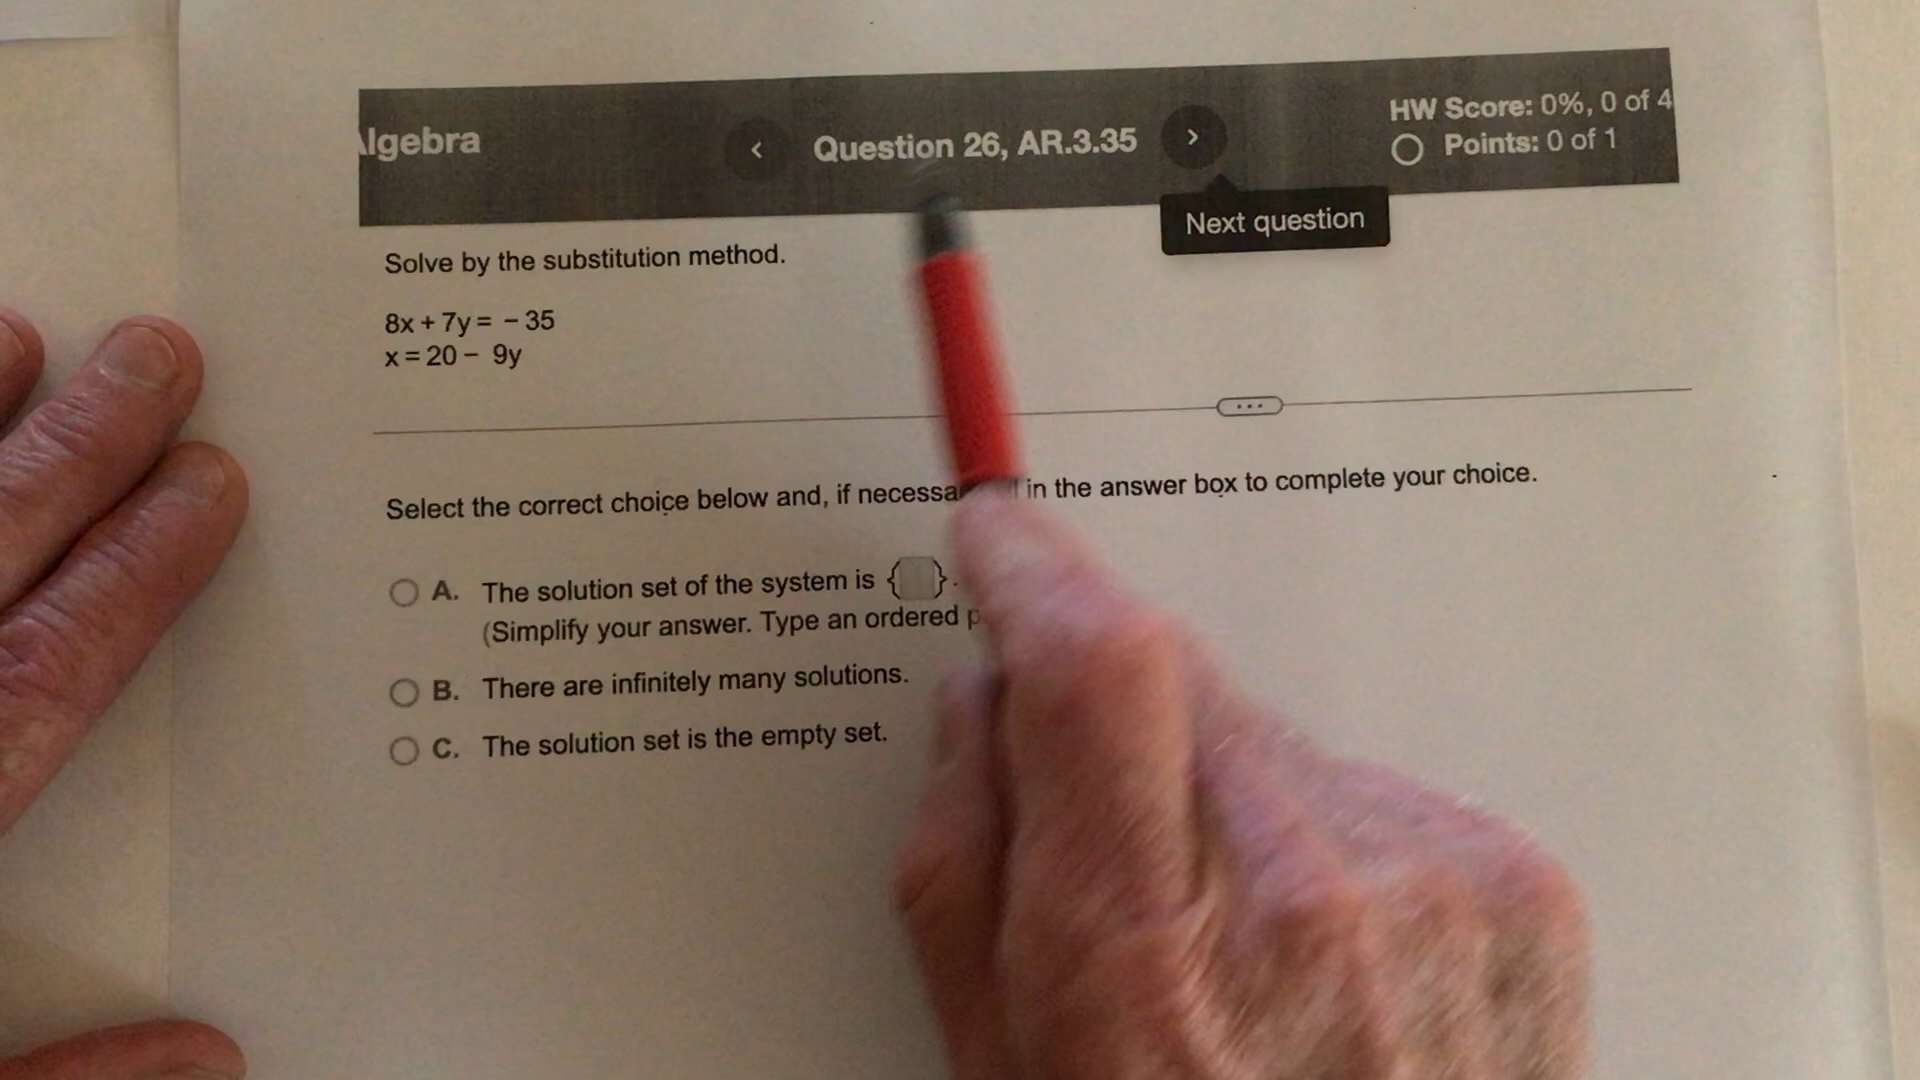 lgebra
‹ Question 26, AR.3.35 ›
HW Score: 0%, 0 of 4
Points: 0 of 1
Next question
Solve by the substitution method.
8x + 7y = - 35
x = 20 - 9y
Select the correct choice below and, if in the answer box to complete your choice.
A. The solution set of the system is { }.
(Simplify your answer. Type an ordered
B. There are infinitely many solutions.
C. The solution set is the empty set.